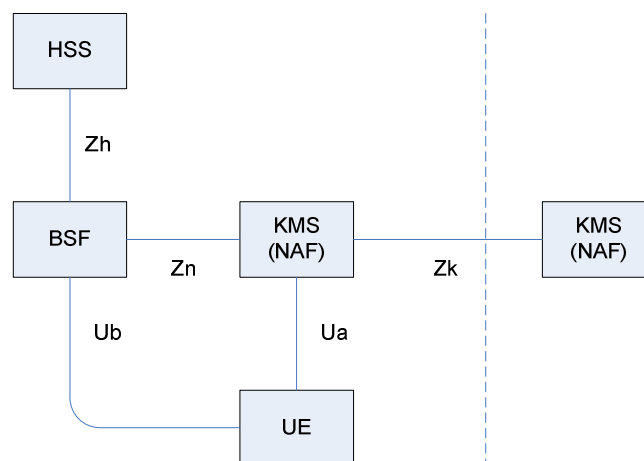 HSS
Zh
BSF
Zn
KMS
(NAF)
Zk
KMS
(NAF)
Ub
Ua
UE